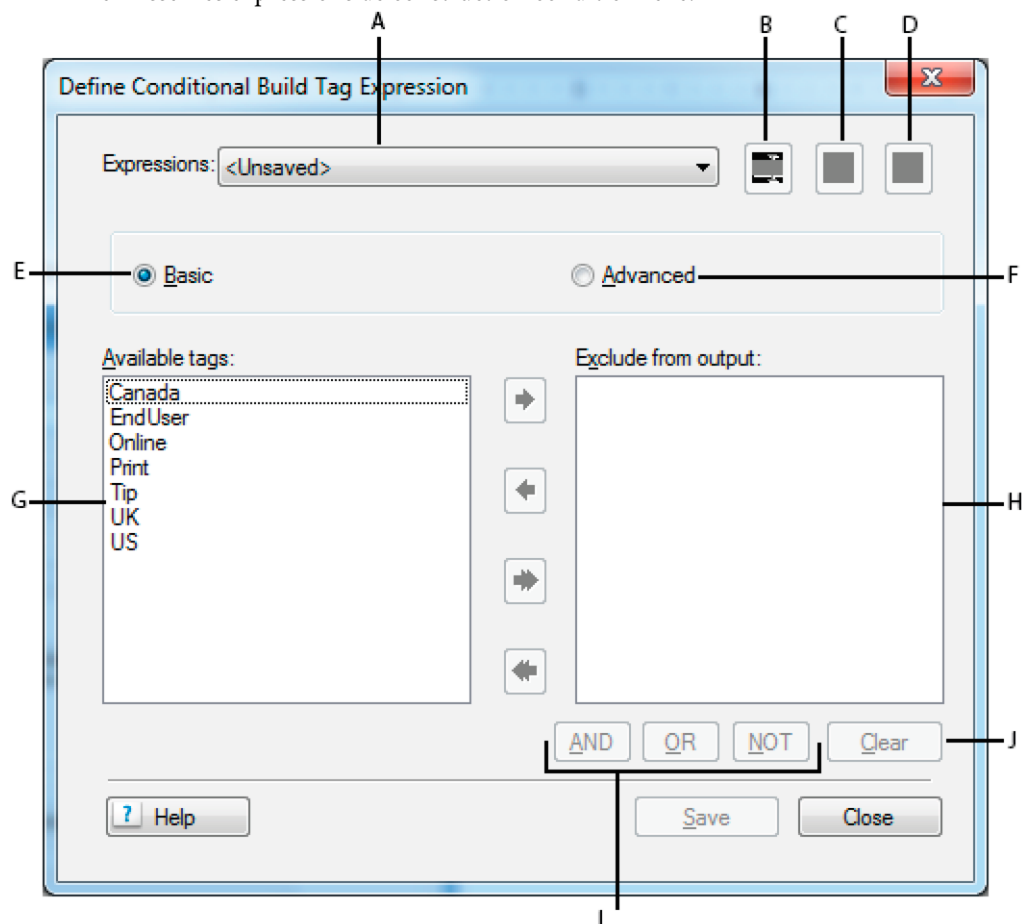 A
B
C
D
Define Conditional Build Tag Expression
Expressions: <Unsaved>
E
Basic
Advanced
F
Available tags:
Exclude from output:
Canada
EndUser
Online
Print
Tip
UK
US
G
H
AND
OR
NOT
Clear
J
? Help
Save
Close